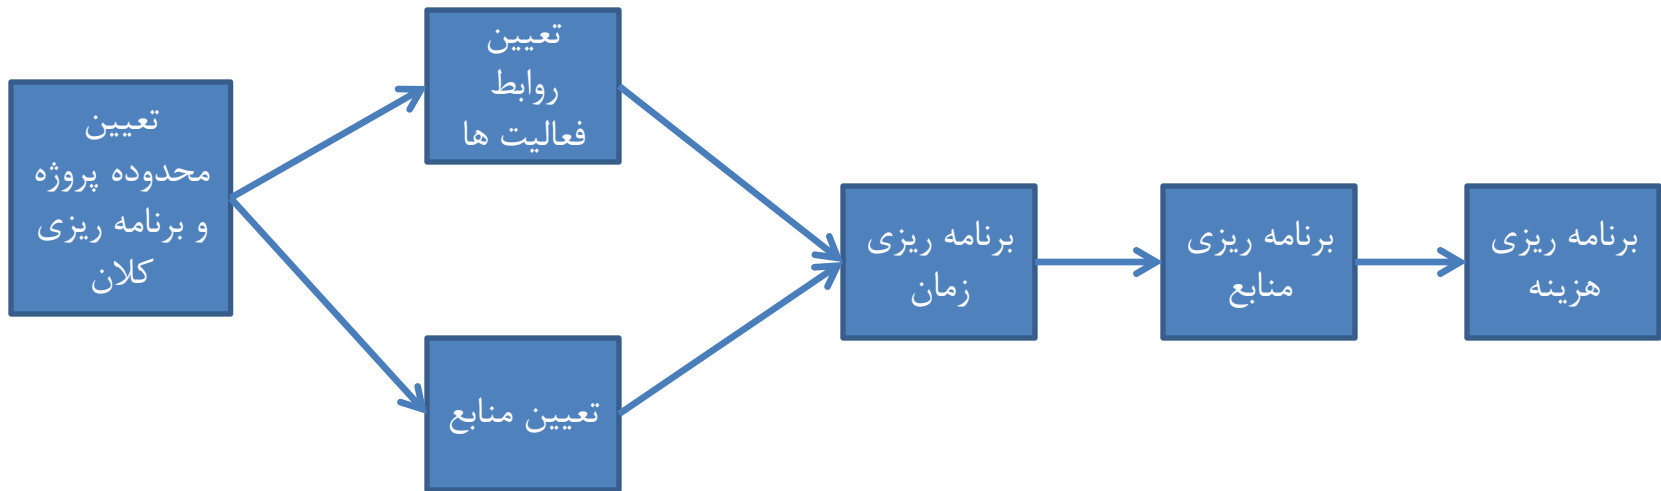 تعیین
محدوده پروژه
و برنامه ریزی
کلان
تعیین
روابط
فعالیت ها
تعیین منابع
برنامه ریزی
زمان
برنامه ریزی
منابع
برنامه ریزی
هزینه